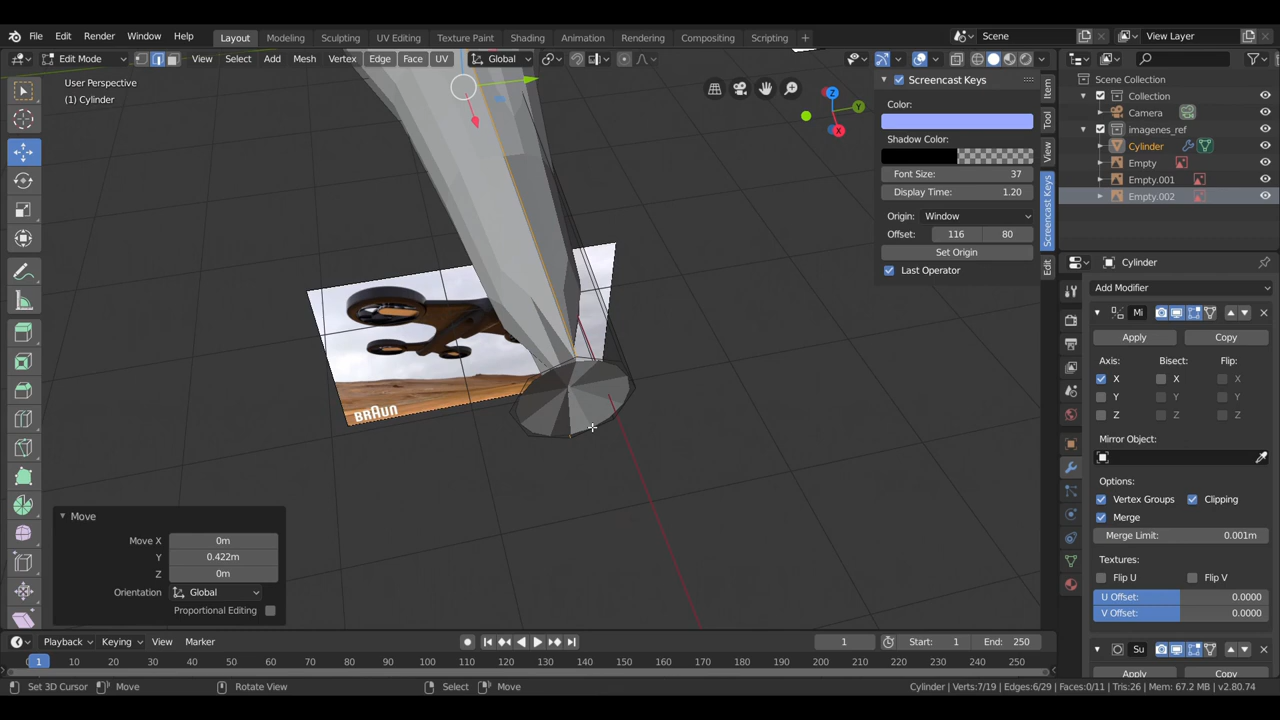 File Edit Render Window Help Layout Modeling Sculpting UV Editing Texture Paint Shading Animation Rendering Compositing Scripting Scene View Layer
Edit Mode View Select Add Mesh Vertex Edge Face UV Global
User Perspective
(1) Cylinder
Screencast Keys
Color:
Shadow Color:
Font Size: 37
Display Time: 1.20
Origin: Window
Offset: 116 80
Set Origin
Last Operator
Item
Tool
View
Screencast Keys
Edit
Z
Y
X
BRAUN
Scene Collection
Collection
Camera
imagenes_ref
Cylinder
Empty
Empty.001
Empty.002
Cylinder
Add Modifier
Mi
Apply Copy
Axis: Bisect: Flip:
X X X
Y Y Y
Z Z Z
Mirror Object:
Options:
Vertex Groups Clipping
Merge
Merge Limit: 0.001m
Textures:
Flip U Flip V
U Offset: 0.0000
V Offset: 0.0000
Su
Apply Copy
Move
Move X 0m
Y 0.422m
Z 0m
Orientation Global
Proportional Editing
Playback Keying View Marker 1 Start: 1 End: 250
1 10 20 30 40 50 60 70 80 90 100 110 120 130 140 150 160 170 180 190 200 210 220 230 240 250
Set 3D Cursor Move Rotate View Select Move Cylinder | Verts:7/19 | Edges:6/29 | Faces:0/11 | Tris:26 | Mem: 67.2 MB | v2.80.74